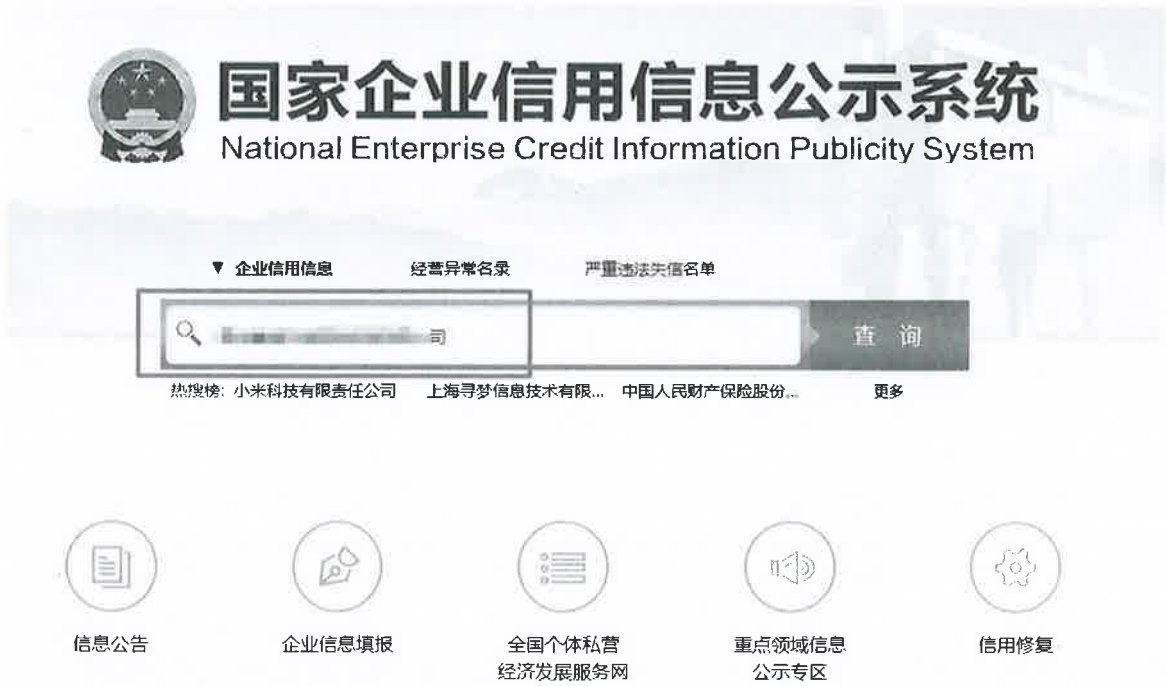 国家企业信用信息公示系统
National Enterprise Credit Information Publicity System
▼ 企业信用信息 经营异常名录 严重违法失信名单
司 查 询
热搜榜: 小米科技有限责任公司 上海寻梦信息技术有限... 中国人民财产保险股份... 更多
信息公告 企业信息填报 全国个体私营 重点领域信息 信用修复
经济发展服务网 公示专区